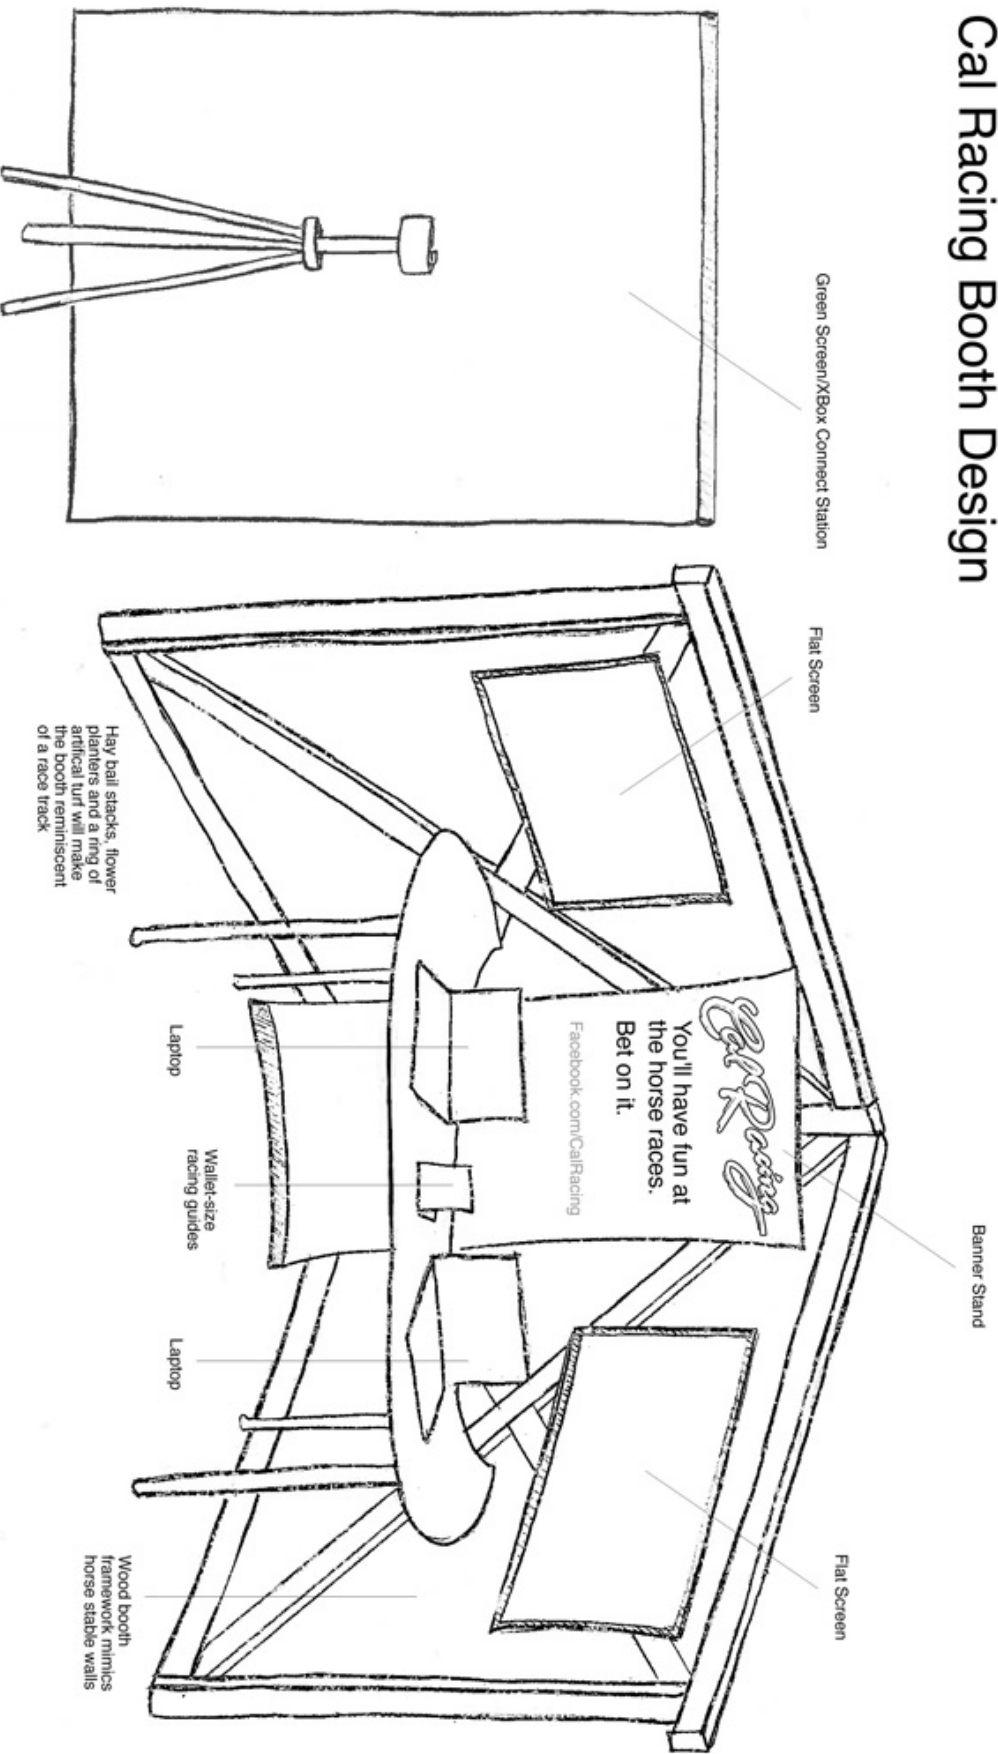 Cal Racing Booth Design
Green Screen/XBox Connect Station
Flat Screen
Banner Stand
Flat Screen
Cal Racing
You'll have fun at
the horse races.
Bet on it.
Facebook.com/CalRacing
Hay bail stacks, flower
planters and a ring of
artifical turf will make
the booth reminiscent
of a race track
Laptop
Wallet-size
racing guides
Laptop
Wood booth
framework mimics
horse stable walls